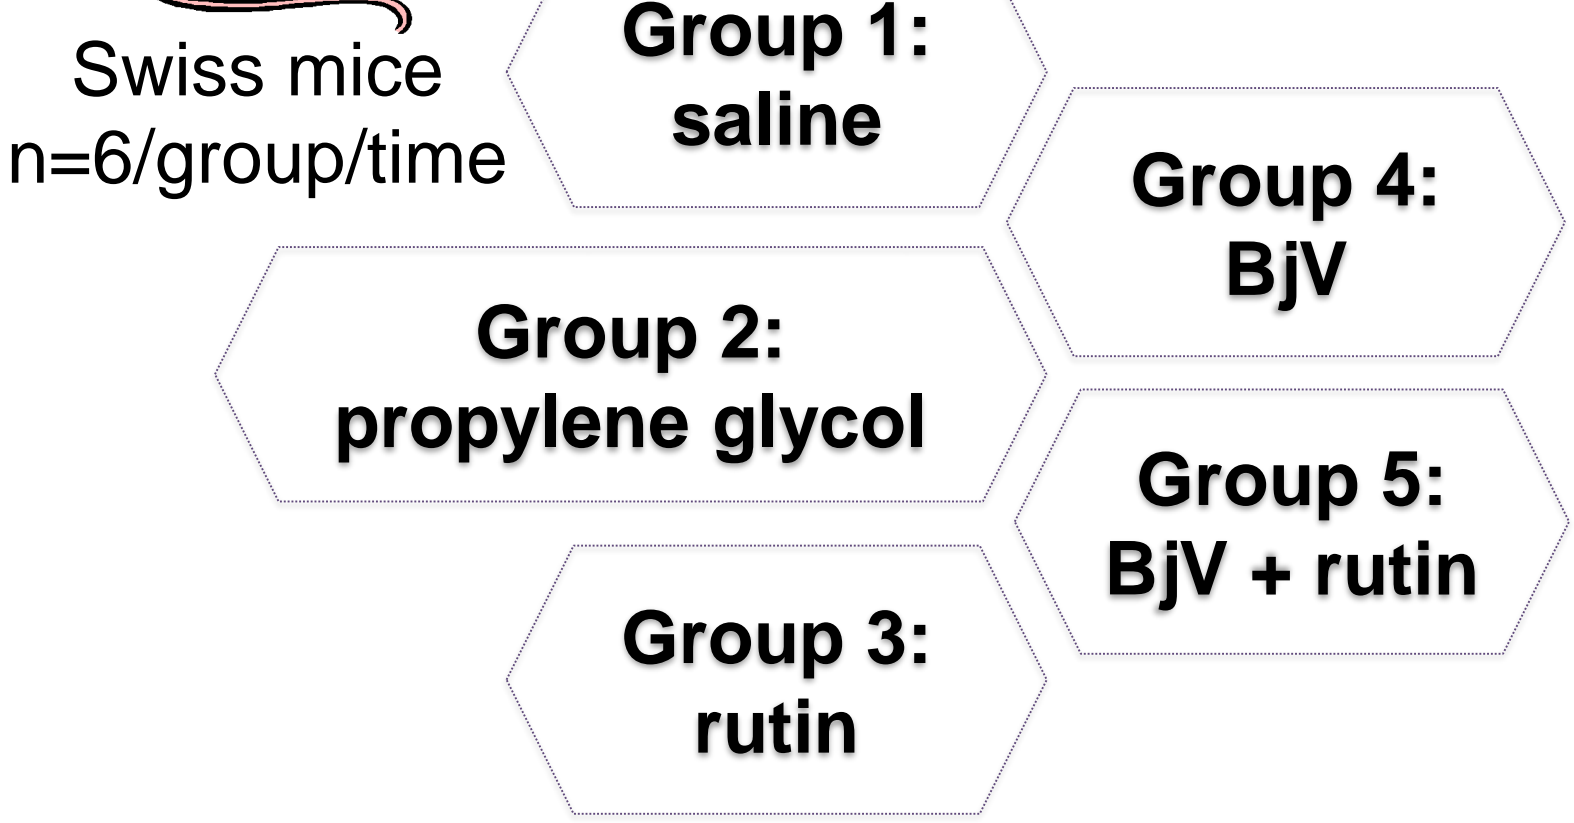 Swiss mice
n=6/group/time
Group 1:
saline
Group 2:
propylene glycol
Group 3:
rutin
Group 4:
BjV
Group 5:
BjV + rutin